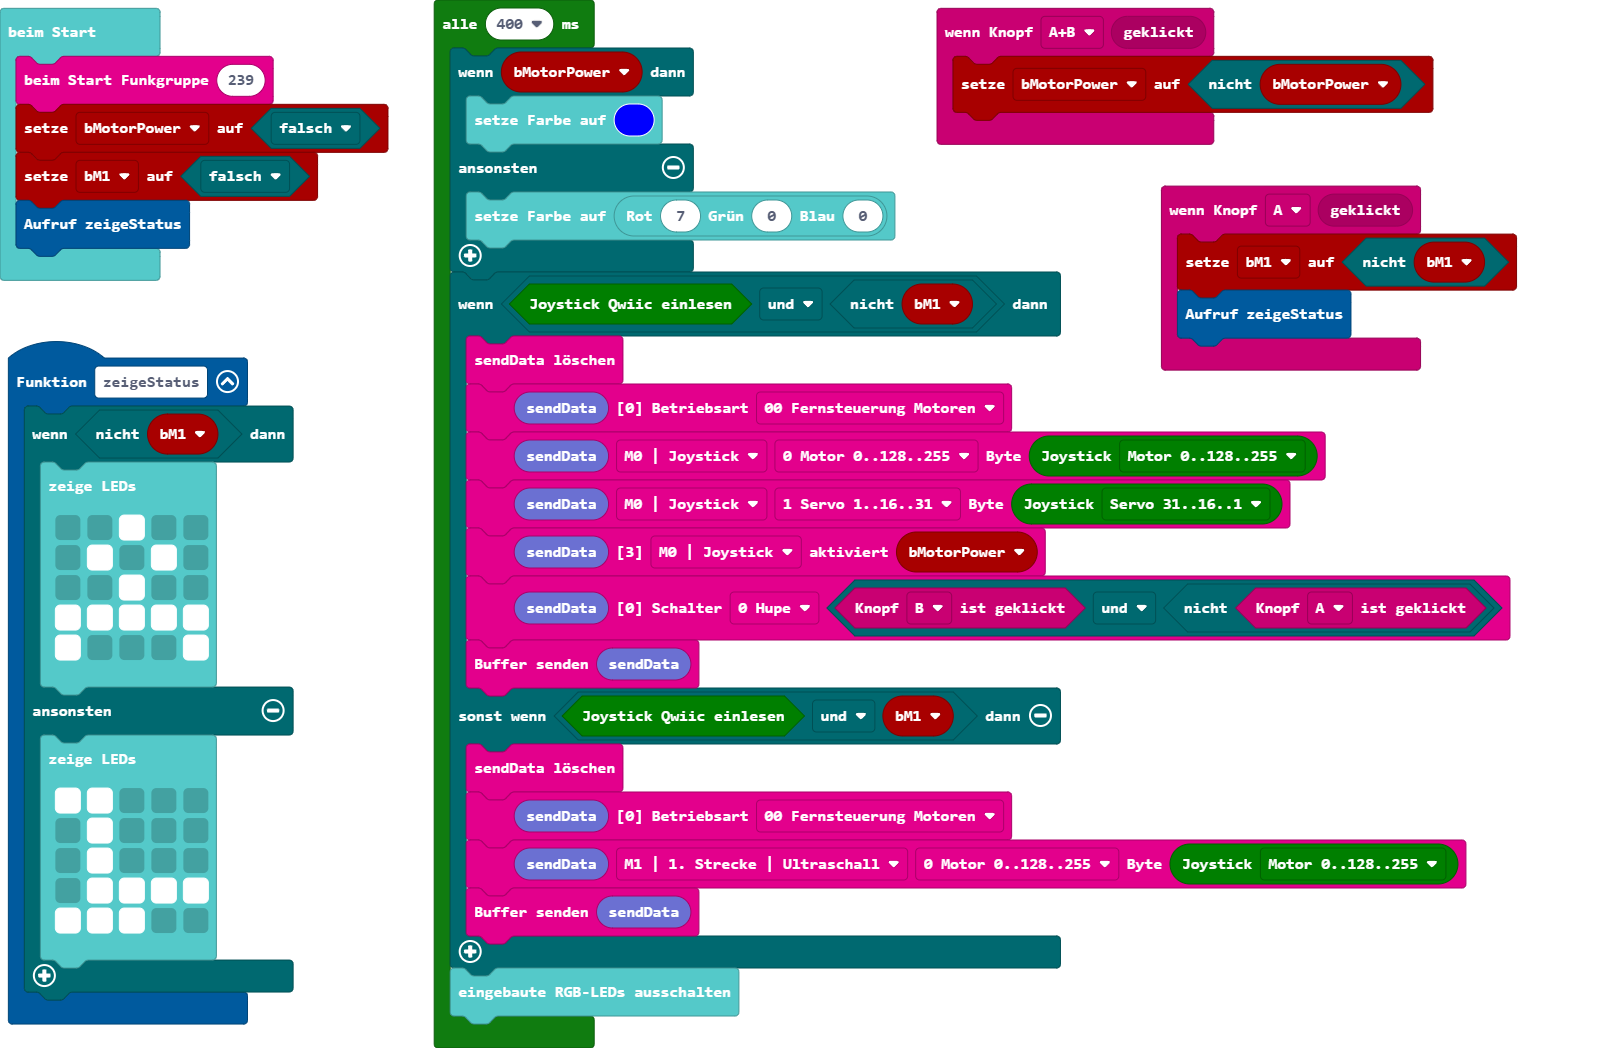 beim Start
beim Start Funkgruppe 239
setze bMotorPower auf falsch
setze bM1 auf falsch
Aufruf zeigeStatus
Funktion zeigeStatus
wenn nicht bM1 dann
zeige LEDs
ansonsten
zeige LEDs
alle 400 ms
wenn bMotorPower dann
setze Farbe auf
ansonsten
setze Farbe auf Rot 7 Grün 0 Blau 0
wenn Joystick Qwiic einlesen und nicht bM1 dann
sendData löschen
sendData [0] Betriebsart 00 Fernsteuerung Motoren
sendData M0 | Joystick 0 Motor 0..128..255 Byte Joystick Motor 0..128..255
sendData M0 | Joystick 1 Servo 1..16..31 Byte Joystick Servo 31..16..1
sendData [3] M0 | Joystick aktiviert bMotorPower
sendData [0] Schalter 0 Hupe Knopf B ist geklickt und nicht Knopf A ist geklickt
Buffer senden sendData
sonst wenn Joystick Qwiic einlesen und bM1 dann
sendData löschen
sendData [0] Betriebsart 00 Fernsteuerung Motoren
sendData M1 | 1. Strecke | Ultraschall 0 Motor 0..128..255 Byte Joystick Motor 0..128..255
Buffer senden sendData
eingebaute RGB-LEDs ausschalten
wenn Knopf A+B geklickt
setze bMotorPower auf nicht bMotorPower
wenn Knopf A geklickt
setze bM1 auf nicht bM1
Aufruf zeigeStatus